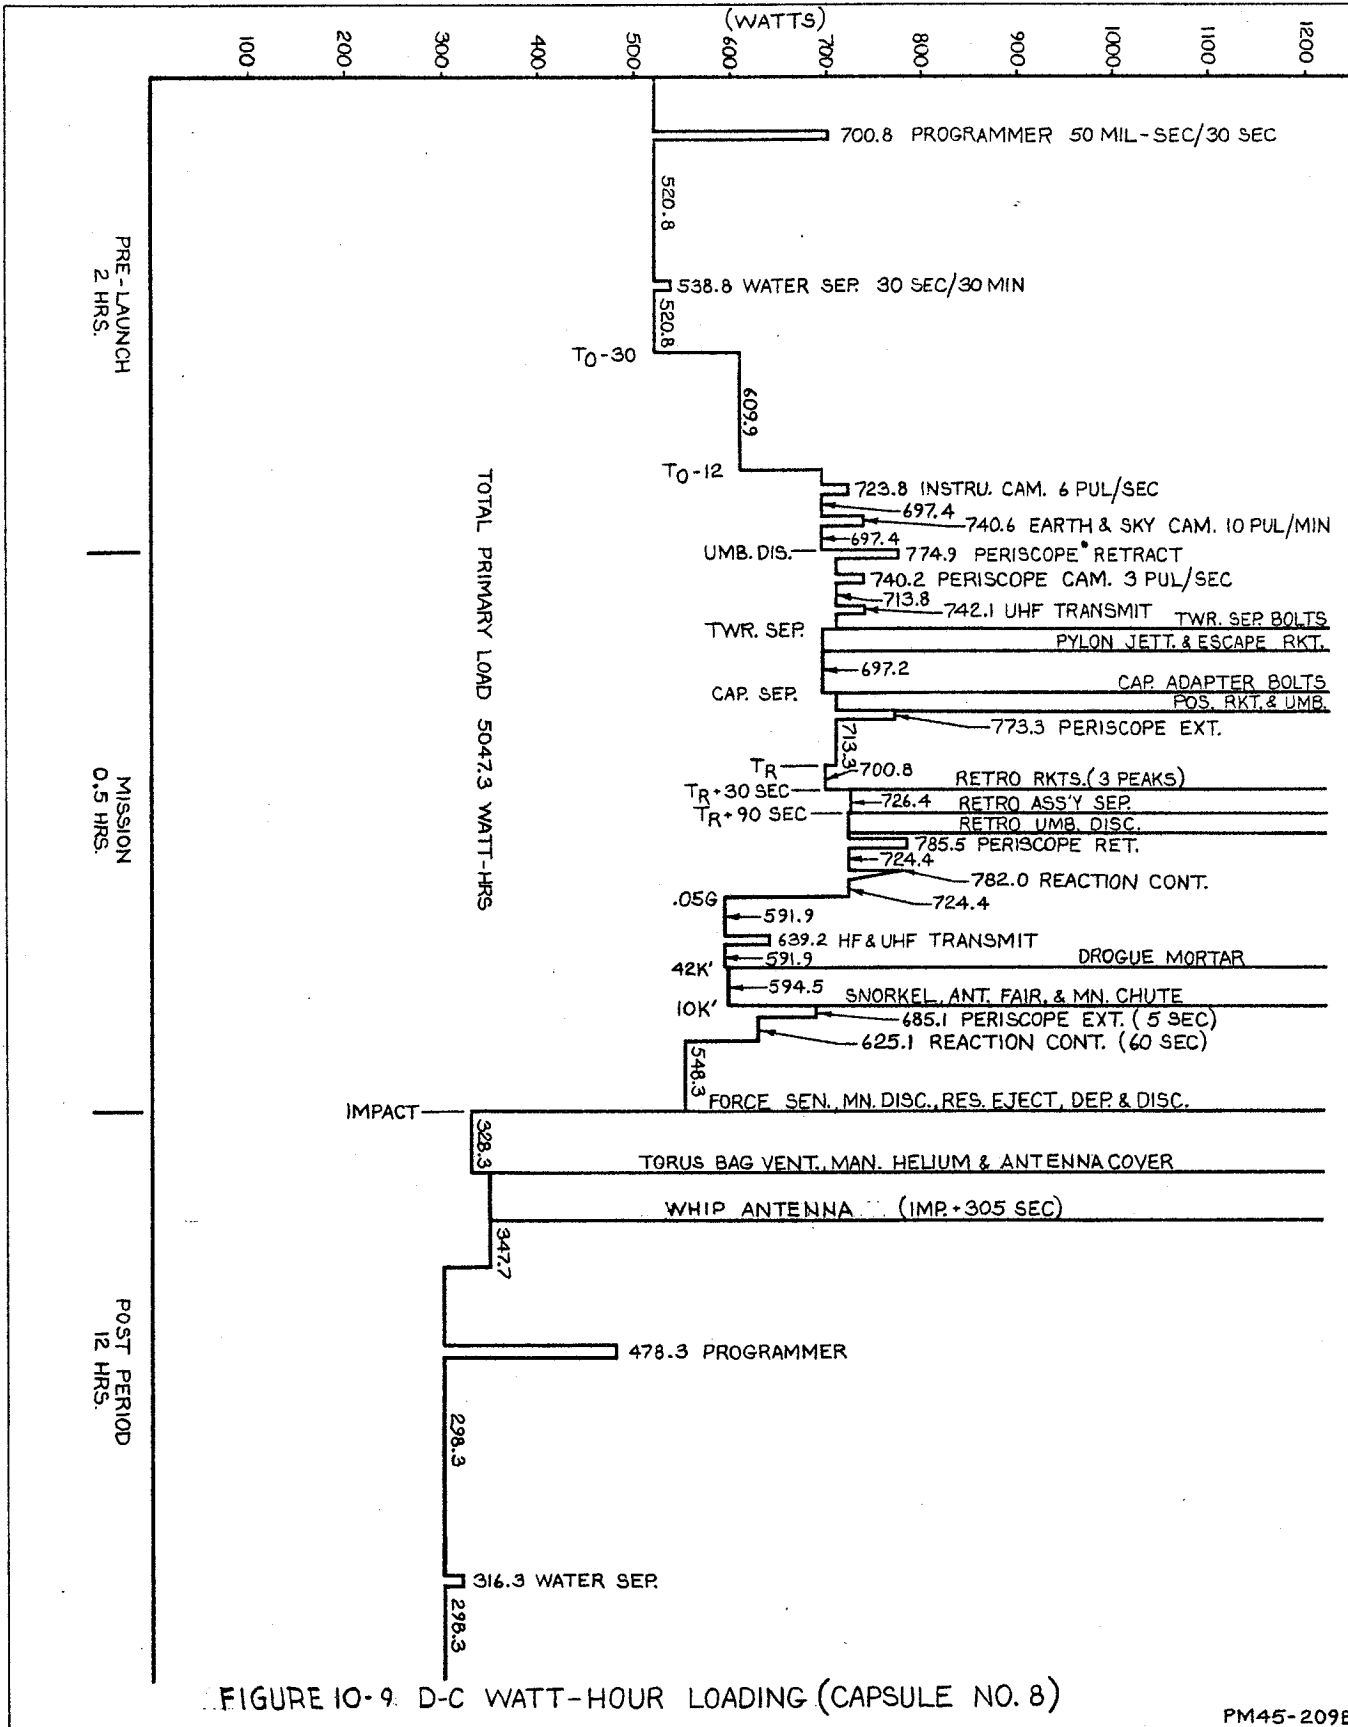 (WATTS)
100
200
300
400
500
600
700
800
900
1000
1100
1200
700.8 PROGRAMMER 50 MIL-SEC/30 SEC
520.8
538.8 WATER SEP. 30 SEC/30 MIN
520.8
T0-30
609.9
T0-12
723.8 INSTRU. CAM. 6 PUL/SEC
697.4
740.6 EARTH & SKY CAM. 10 PUL/MIN
697.4
UMB. DIS.
774.9 PERISCOPE RETRACT
740.2 PERISCOPE CAM. 3 PUL/SEC
713.8
742.1 UHF TRANSMIT
TWR. SEP. BOLTS
TWR. SEP.
PYLON JETT. & ESCAPE RKT.
697.2
CAP. ADAPTER BOLTS
CAP. SEP.
POS. RKT. & UMB.
773.3 PERISCOPE EXT.
713.3
TR
700.8
RETRO RKTS. (3 PEAKS)
TR+30 SEC
726.4
RETRO ASS'Y SEP.
TR+90 SEC
RETRO UMB. DISC.
785.5 PERISCOPE RET.
724.4
782.0 REACTION CONT.
724.4
.05G
591.9
639.2 HF & UHF TRANSMIT
591.9
DROGUE MORTAR
42K'
594.5
SNORKEL, ANT. FAIR. & MN. CHUTE
10K'
685.1 PERISCOPE EXT. (5 SEC)
625.1 REACTION CONT. (60 SEC)
548.3
FORCE SEN., MN. DISC., RES. EJECT, DEP. & DISC.
IMPACT
328.3
TORUS BAG VENT., MAN. HELIUM & ANTENNA COVER
WHIP ANTENNA (IMP.+305 SEC)
347.7
478.3 PROGRAMMER
298.3
316.3 WATER SEP.
298.3
PRE-LAUNCH
2 HRS.
MISSION
0.5 HRS.
POST PERIOD
12 HRS.
TOTAL PRIMARY LOAD 5047.3 WATT-HRS
FIGURE 10-9 D-C WATT-HOUR LOADING (CAPSULE NO. 8)
PM45-209B